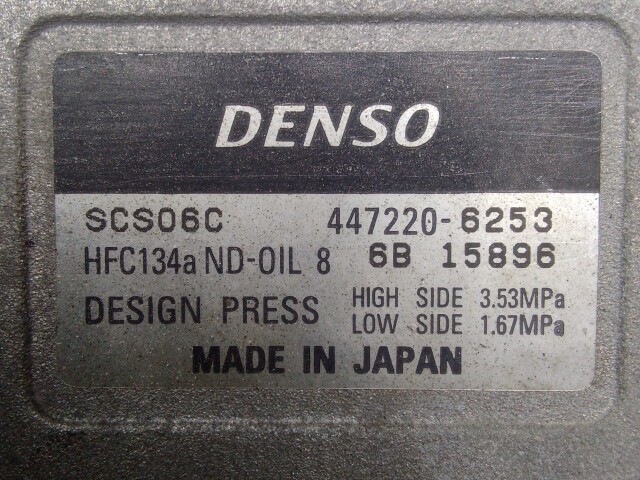 DENSO
SCS06C 447220-6253
HFC134a ND-OIL 8 6B 15896
DESIGN PRESS HIGH SIDE 3.53MPa
LOW SIDE 1.67MPa
MADE IN JAPAN